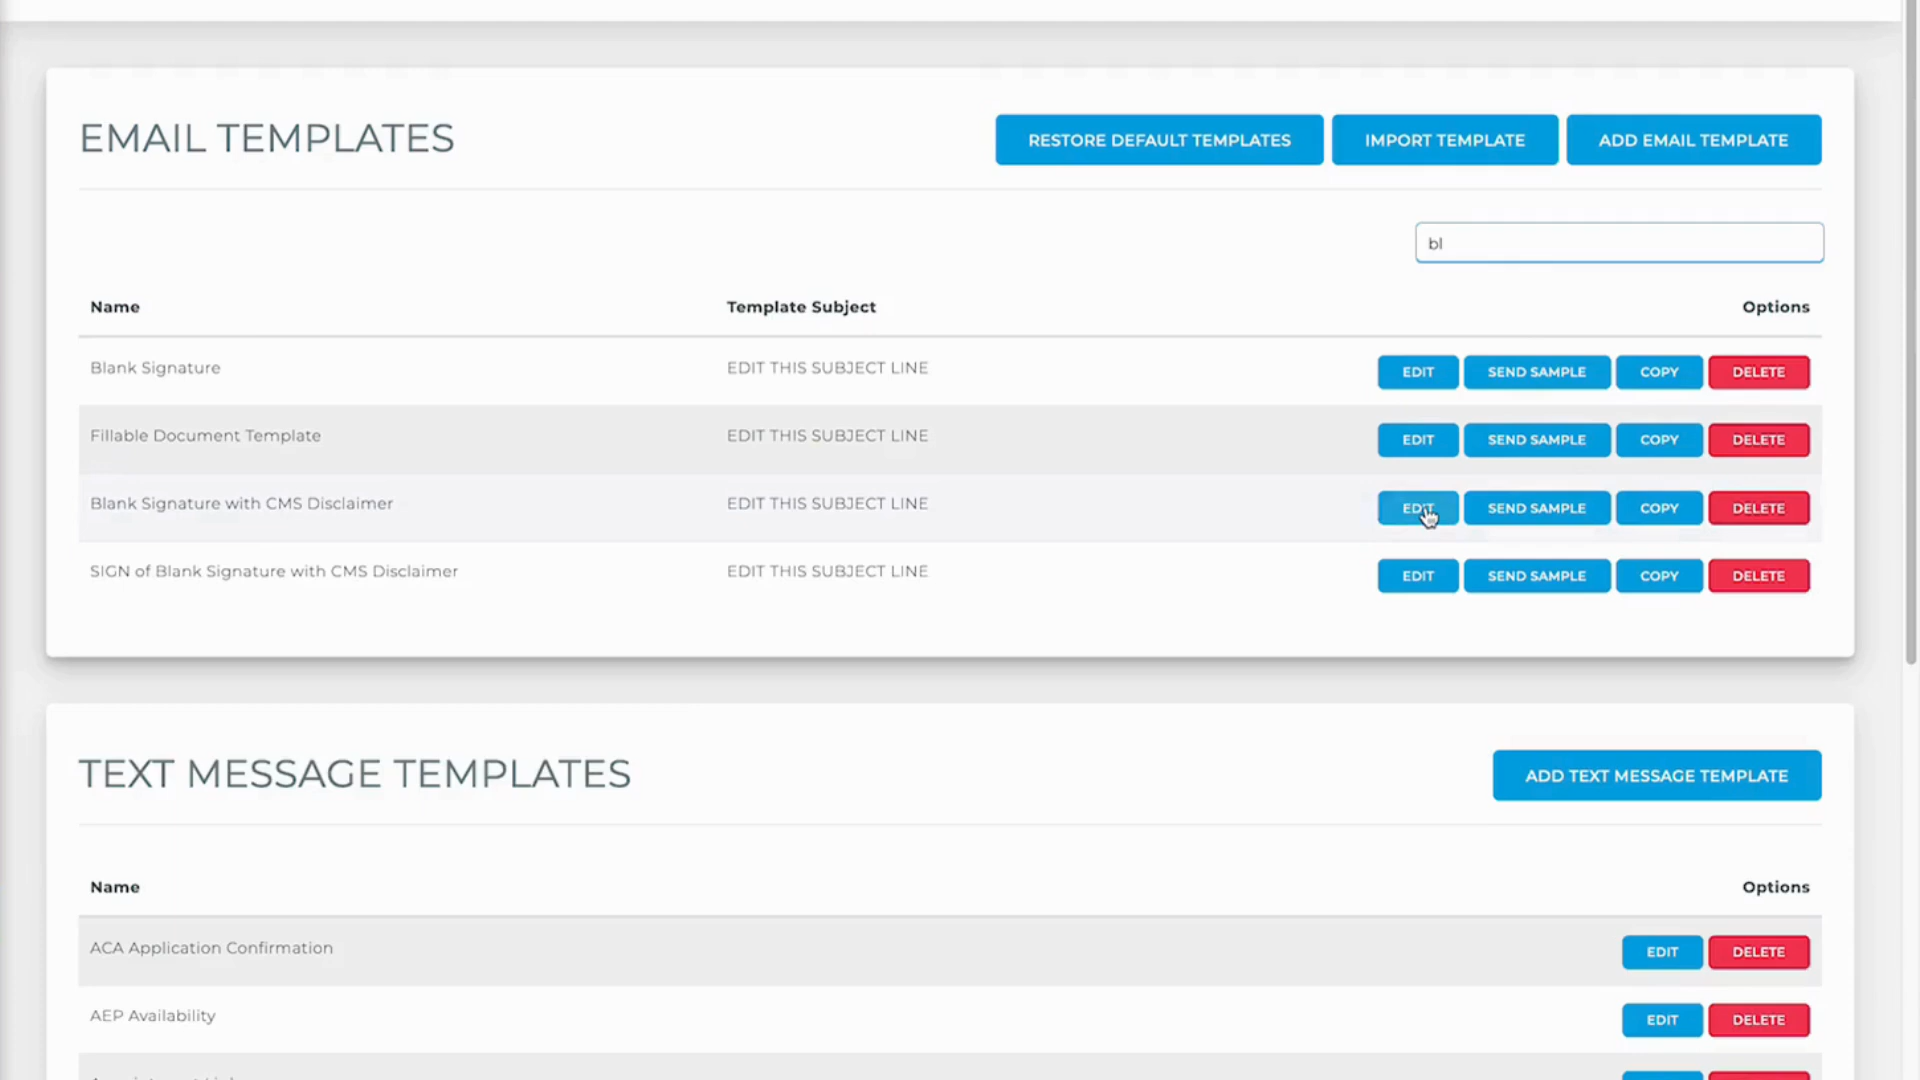 EMAIL TEMPLATES
RESTORE DEFAULT TEMPLATES
IMPORT TEMPLATE
ADD EMAIL TEMPLATE
bl
Name Template Subject Options
Blank Signature EDIT THIS SUBJECT LINE EDIT SEND SAMPLE COPY DELETE
Fillable Document Template EDIT THIS SUBJECT LINE EDIT SEND SAMPLE COPY DELETE
Blank Signature with CMS Disclaimer EDIT THIS SUBJECT LINE EDIT SEND SAMPLE COPY DELETE
SIGN of Blank Signature with CMS Disclaimer EDIT THIS SUBJECT LINE EDIT SEND SAMPLE COPY DELETE
TEXT MESSAGE TEMPLATES
ADD TEXT MESSAGE TEMPLATE
Name Options
ACA Application Confirmation EDIT DELETE
AEP Availability EDIT DELETE